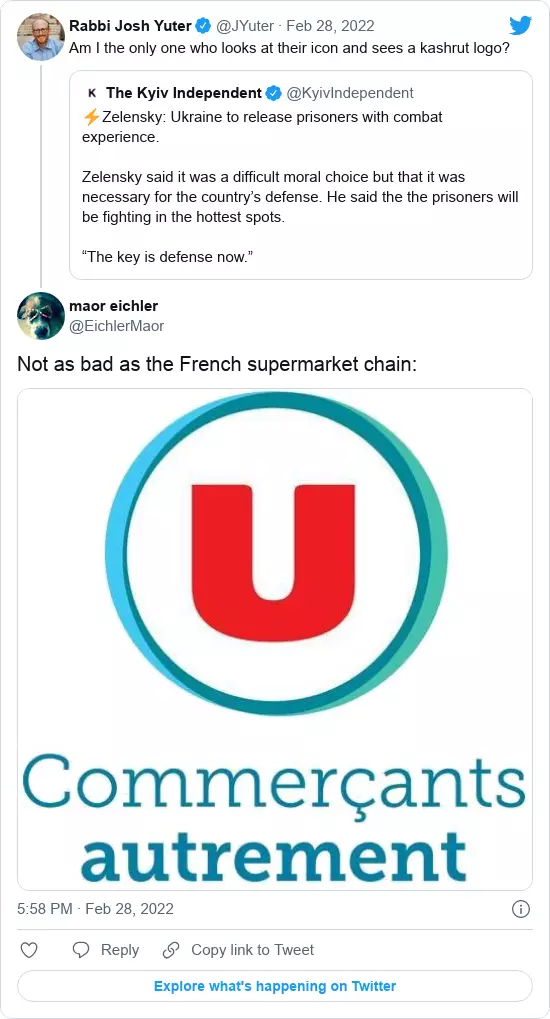 Rabbi Josh Yuter @JYuter · Feb 28, 2022
Am I the only one who looks at their icon and sees a kashrut logo?
K The Kyiv Independent @KyivIndependent
⚡Zelensky: Ukraine to release prisoners with combat
experience.
Zelensky said it was a difficult moral choice but that it was
necessary for the country’s defense. He said the the prisoners will
be fighting in the hottest spots.
“The key is defense now.”
maor eichler
@EichlerMaor
Not as bad as the French supermarket chain:
U
Commerçants
autrement
5:58 PM · Feb 28, 2022
Reply Copy link to Tweet
Explore what's happening on Twitter